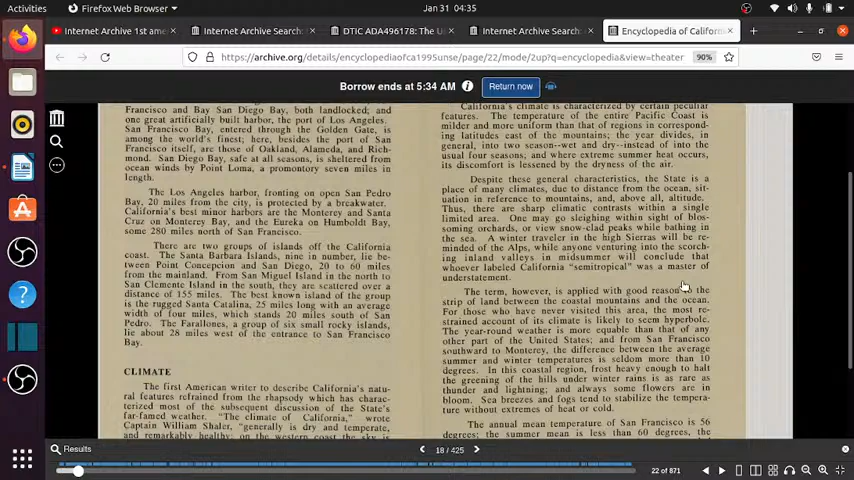 Activities
Firefox Web Browser
Jan 31 04:35
Internet Archive 1st amer
Internet Archive Search:
DTIC ADA496178: The Us
Internet Archive Search:
Encyclopedia of Californi
https://archive.org/details/encyclopediaofca1995unse/page/22/mode/2up?q=encyclopedia&view=theater
90%
Borrow ends at 5:34 AM
Return now
Francisco and Bay San Diego Bay, both landlocked; and
one great artificially built harbor, the port of Los Angeles.
San Francisco Bay, entered through the Golden Gate, is
among the world's finest; here, besides the port of San
Francisco itself, are those of Oakland, Alameda, and Rich-
mond. San Diego Bay, safe at all seasons, is sheltered from
ocean winds by Point Loma, a promontory seven miles in
length.
The Los Angeles harbor, fronting on open San Pedro
Bay, 20 miles from the city, is protected by a breakwater.
California's best minor harbors are the Monterey and Santa
Cruz on Monterey Bay, and the Eureka on Humboldt Bay,
some 280 miles north of San Francisco.
There are two groups of islands off the California
coast. The Santa Barbara Islands, nine in number, lie be-
tween Point Concepcion and San Diego, 20 to 60 miles
from the mainland. From San Miguel Island in the north to
San Clemente Island in the south, they are scattered over a
distance of 155 miles. The best known island of the group
is the rugged Santa Catalina, 25 miles long with an average
width of four miles, which stands 20 miles south of San
Pedro. The Farallones, a group of six small rocky islands,
lie about 28 miles west of the entrance to San Francisco
Bay.
CLIMATE
The first American writer to describe California's natu-
ral features refrained from the rhapsody which has charac-
terized most of the subsequent discussion of the State's
far-famed weather. "The climate of California," wrote
Captain William Shaler, "generally is dry and temperate,
and remarkably healthy; on the western coast the sky is
California's climate is characterized by certain peculiar
features. The temperature of the entire Pacific Coast is
milder and more uniform than that of regions in correspond-
ing latitudes east of the mountains; the year divides, in
general, into two season--wet and dry--instead of into the
usual four seasons; and where extreme summer heat occurs,
its discomfort is lessened by the dryness of the air.
Despite these general characteristics, the State is a
place of many climates, due to distance from the ocean, sit-
uation in reference to mountains, and, above all, altitude.
Thus, there are sharp climatic contrasts within a single
limited area. One may go sleighing within sight of blos-
soming orchards, or view snow-clad peaks while bathing in
the sea. A winter traveler in the high Sierras will be re-
minded of the Alps, while anyone venturing into the scorch-
ing inland valleys in midsummer will conclude that
whoever labeled California "semitropical" was a master of
understatement.
The term, however, is applied with good reason to the
strip of land between the coastal mountains and the ocean.
For those who have never visited this area, the most re-
strained account of its climate is likely to seem hyperbole.
The year-round weather is more equable than that of any
other part of the United States; and from San Francisco
southward to Monterey, the difference between the average
summer and winter temperatures is seldom more than 10
degrees. In this coastal region, frost heavy enough to halt
the greening of the hills under winter rains is as rare as
thunder and lightning; and always some flowers are in
bloom. Sea breezes and fogs tend to stabilize the tempera-
ture without extremes of heat or cold.
The annual mean temperature of San Francisco is 56
degrees; the summer mean is less than 60 degrees, the
Results
18 / 425
22 of 871